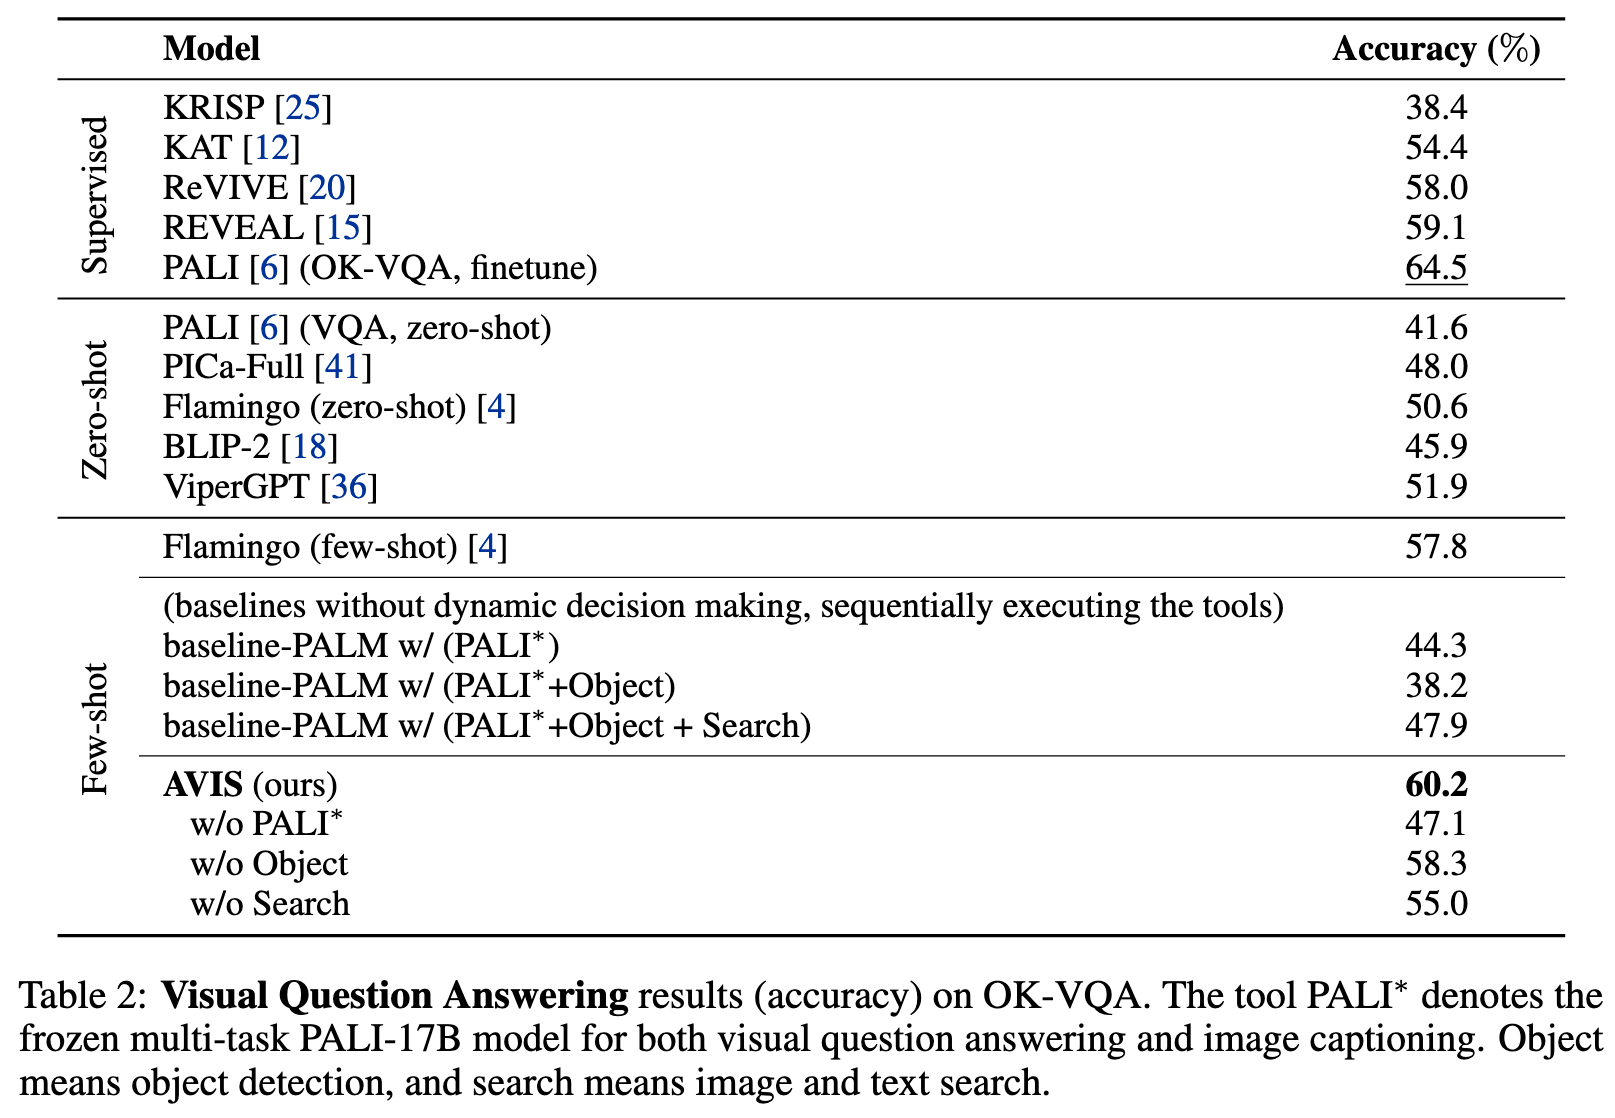 Model Accuracy (%)
Supervised
KRISP [25] 38.4
KAT [12] 54.4
ReVIVE [20] 58.0
REVEAL [15] 59.1
PALI [6] (OK-VQA, finetune) 64.5
Zero-shot
PALI [6] (VQA, zero-shot) 41.6
PICa-Full [41] 48.0
Flamingo (zero-shot) [4] 50.6
BLIP-2 [18] 45.9
ViperGPT [36] 51.9
Few-shot
Flamingo (few-shot) [4] 57.8
(baselines without dynamic decision making, sequentially executing the tools)
baseline-PALM w/ (PALI*) 44.3
baseline-PALM w/ (PALI*+Object) 38.2
baseline-PALM w/ (PALI*+Object + Search) 47.9
AVIS (ours) 60.2
w/o PALI* 47.1
w/o Object 58.3
w/o Search 55.0
Table 2: Visual Question Answering results (accuracy) on OK-VQA. The tool PALI* denotes the
frozen multi-task PALI-17B model for both visual question answering and image captioning. Object
means object detection, and search means image and text search.